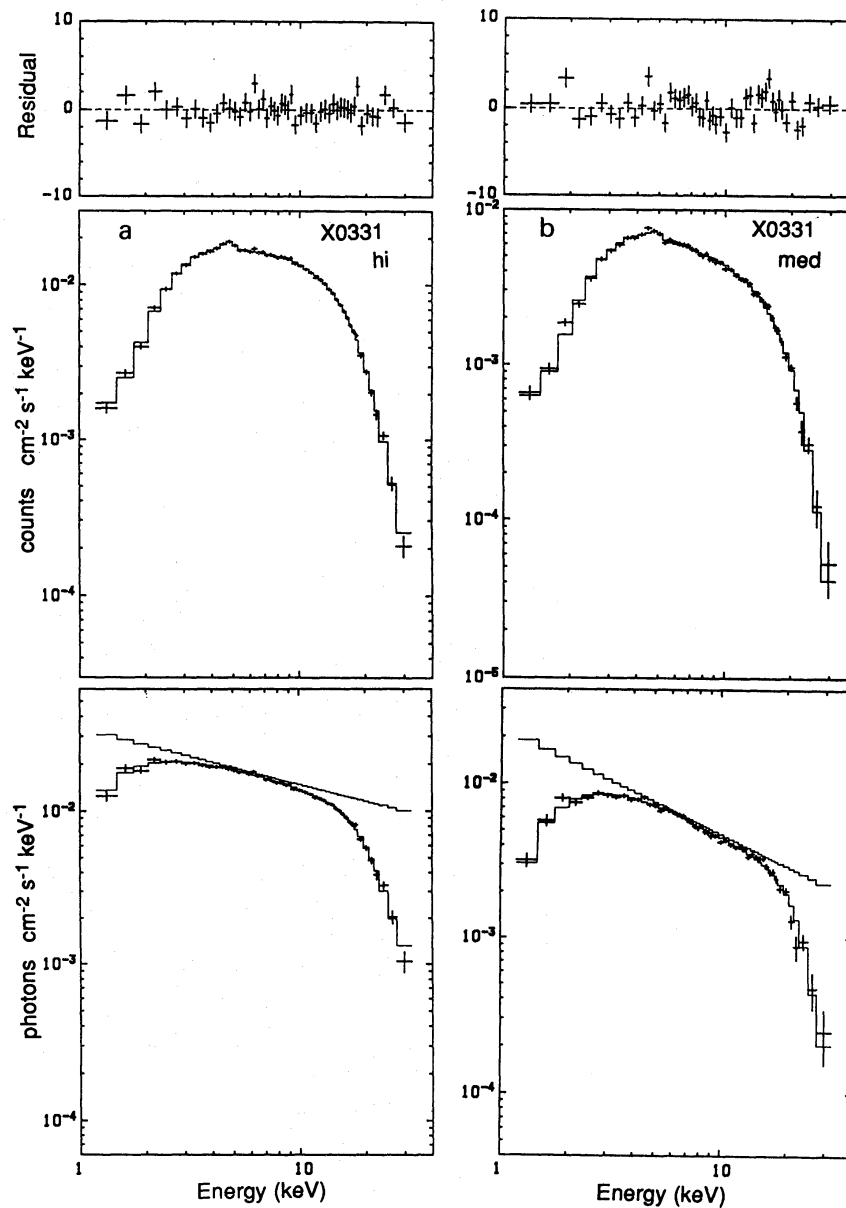 10
0
-10
Residual
10
0
-10
a
X0331
hi
10⁻²
10⁻³
10⁻⁴
counts cm⁻² s⁻¹ keV⁻¹
b
X0331
med
10⁻²
10⁻³
10⁻⁴
10⁻⁵
10⁻²
10⁻³
10⁻⁴
photons cm⁻² s⁻¹ keV⁻¹
1
10
Energy (keV)
10⁻²
10⁻³
10⁻⁴
1
10
Energy (keV)